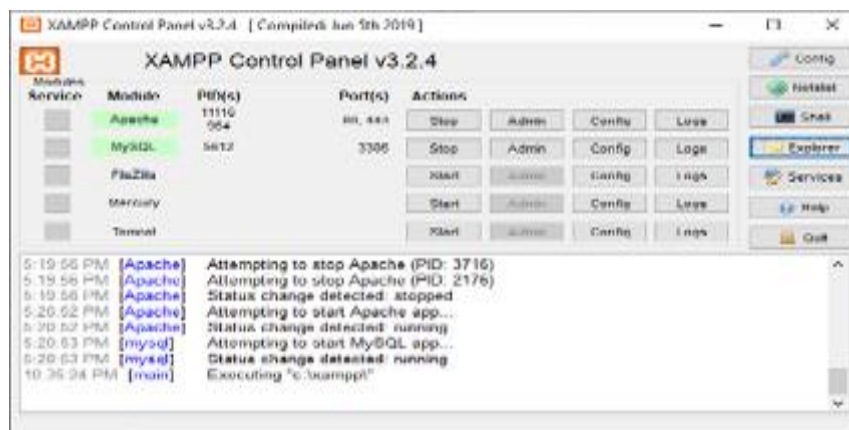 XAMPP Control Panel v3.2.4 [ Compiled: Jun 5th 2019 ]
XAMPP Control Panel v3.2.4
Config
Modules
Service Module PID(s) Port(s) Actions
Netstat
Apache 11116 Stop Admin Config Logs
Shell
MySQL 5612 3306 Stop Admin Config Logs
Explorer
FileZilla Start Admin Config Logs
Services
Mercury Start Admin Config Logs
Help
Tomcat Start Admin Config Logs
Quit
5:19:56 PM [Apache] Attempting to stop Apache (PID: 3716)
5:19:56 PM [Apache] Attempting to stop Apache (PID: 2176)
5:19:56 PM [Apache] Status change detected: stopped
5:20:52 PM [Apache] Attempting to start Apache app...
5:20:52 PM [Apache] Status change detected: running
5:20:53 PM [mysql] Attempting to start MySQL app...
5:20:53 PM [mysql] Status change detected: running
PM [main] Executing "c:\xampp\"